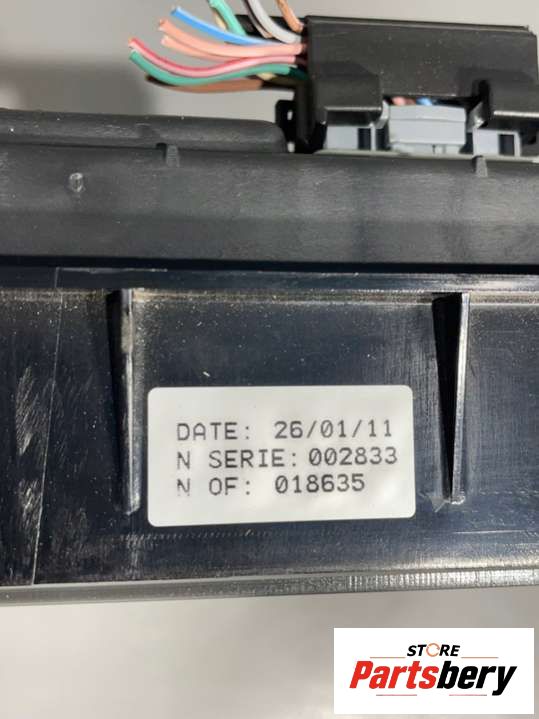 DATE: 26/01/11
N SERIE: 002833
N OF: 018635
STORE
Partsbery